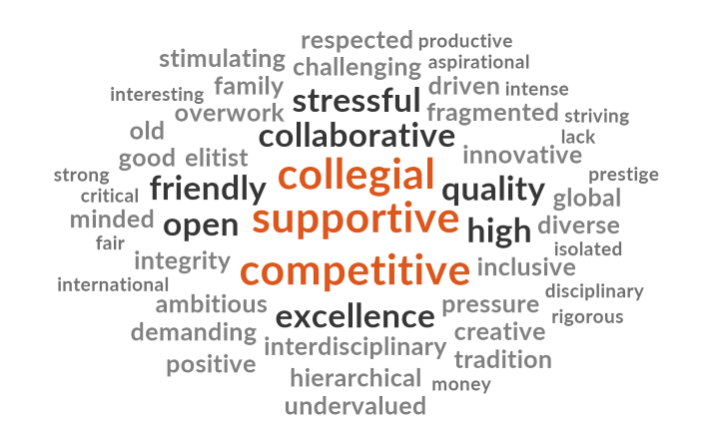 respected productive
stimulating challenging aspirational
interesting family stressful driven intense
overwork fragmented striving
old collaborative lack
good elitist innovative
strong collegial prestige
critical friendly quality global
minded open supportive high diverse
fair isolated
integrity competitive inclusive
international disciplinary
ambitious excellence pressure rigorous
demanding interdisciplinary creative
positive tradition
hierarchical money
undervalued